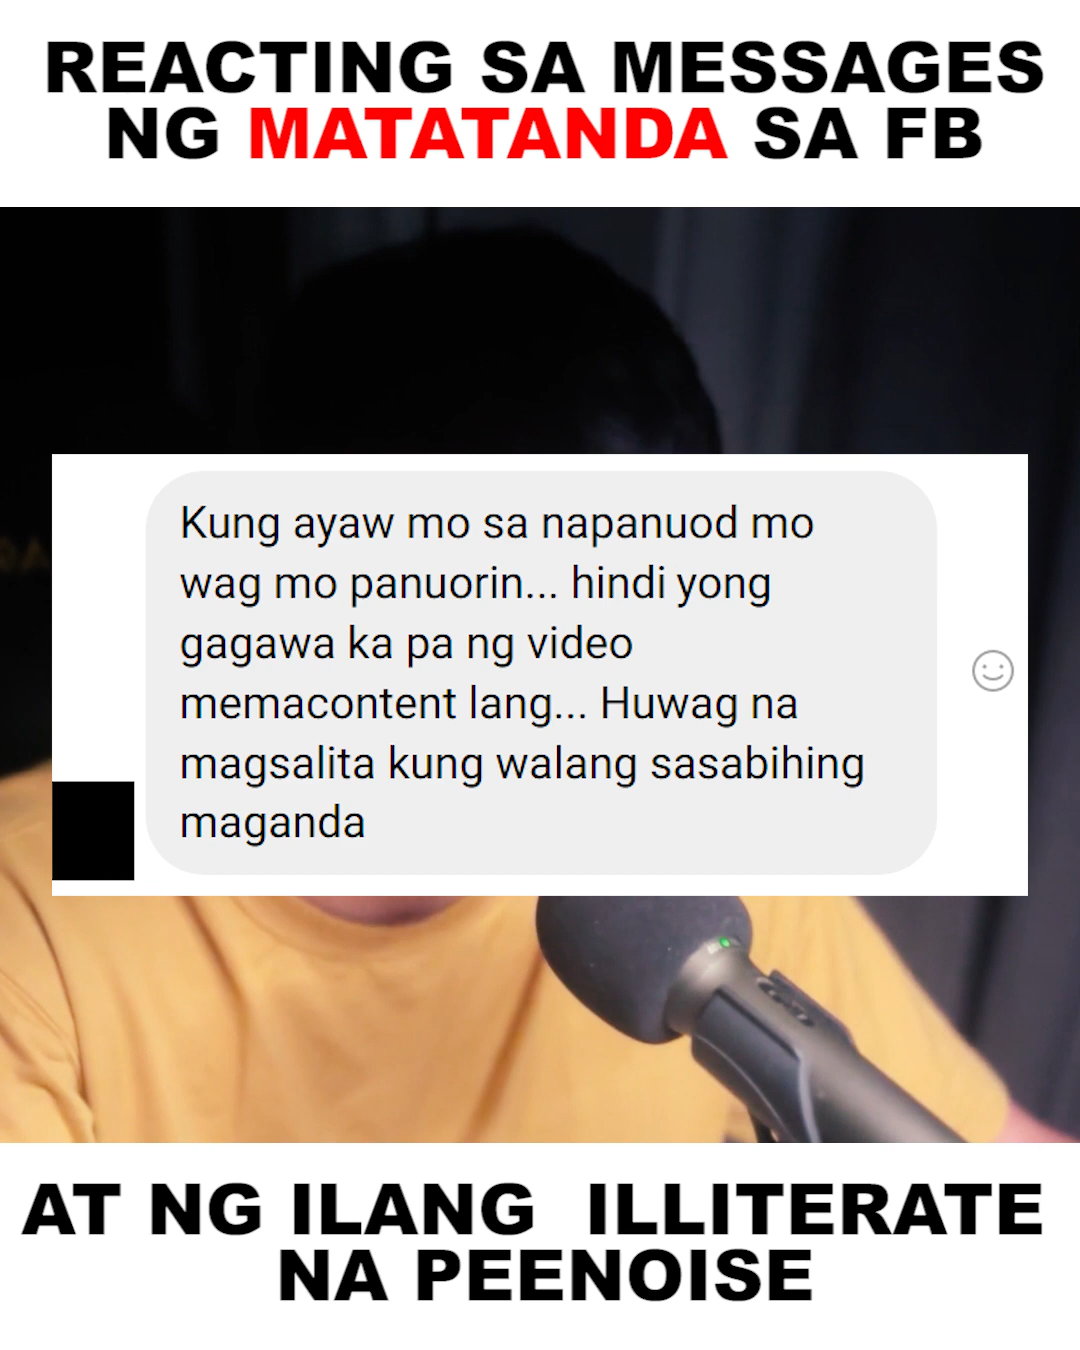 REACTING SA MESSAGES
NG MATATANDA SA FB
Kung ayaw mo sa napanuod mo
wag mo panuorin... hindi yong
gagawa ka pa ng video
memacontent lang... Huwag na
magsalita kung walang sasabihing
maganda
AT NG ILANG ILLITERATE
NA PEENOISE